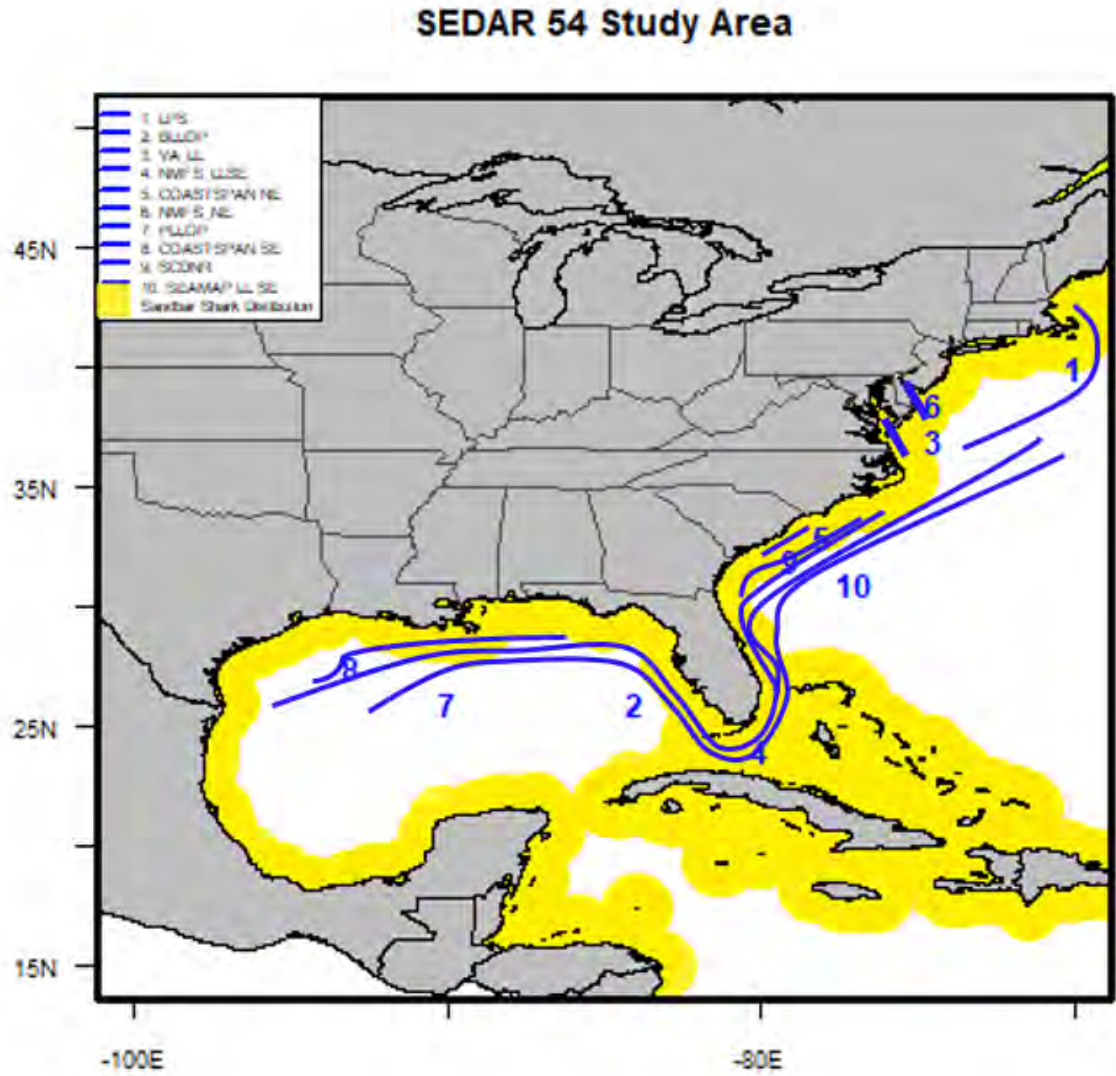 SEDAR 54 Study Area
1. LPS
2. BLLOP
3. VA_LL
4. NMFS_LLSE
5. COASTSPAN NE
6. NMFS_NE
7. PLLOP
8. COASTSPAN SE
9. SCDNR
10. SEAMAP LL SE
Sandbar Shark Distribution
45N
1
6
3
35N
5
9
10
8
7
2
25N
4
15N
-100E
-80E